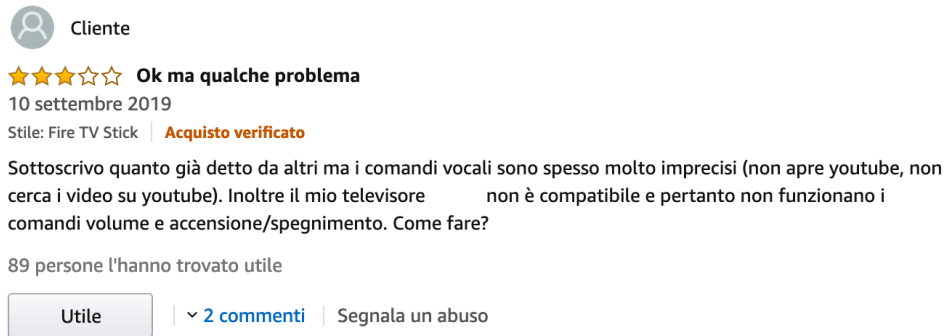 Cliente
Ok ma qualche problema
10 settembre 2019
Stile: Fire TV Stick Acquisto verificato
Sottoscrivo quanto già detto da altri ma i comandi vocali sono spesso molto imprecisi (non apre youtube, non
cerca i video su youtube). Inoltre il mio televisore non è compatibile e pertanto non funzionano i
comandi volume e accensione/spegnimento. Come fare?
89 persone l'hanno trovato utile
Utile 2 commenti Segnala un abuso